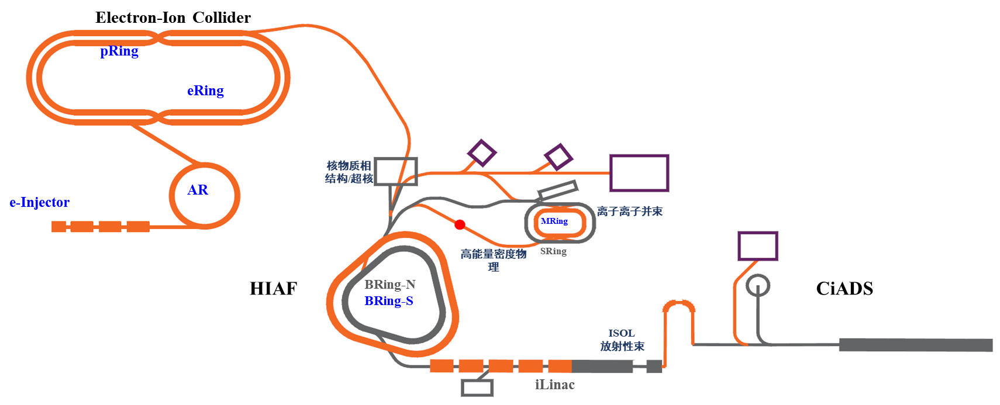 Electron-Ion Collider
pRing
eRing
AR
e-Injector
核物质相
结构/超核
离子离子并束
MRing
SRing
高能量密度物
理
HIAF
BRing-N
BRing-S
CiADS
ISOL
放射性束
iLinac